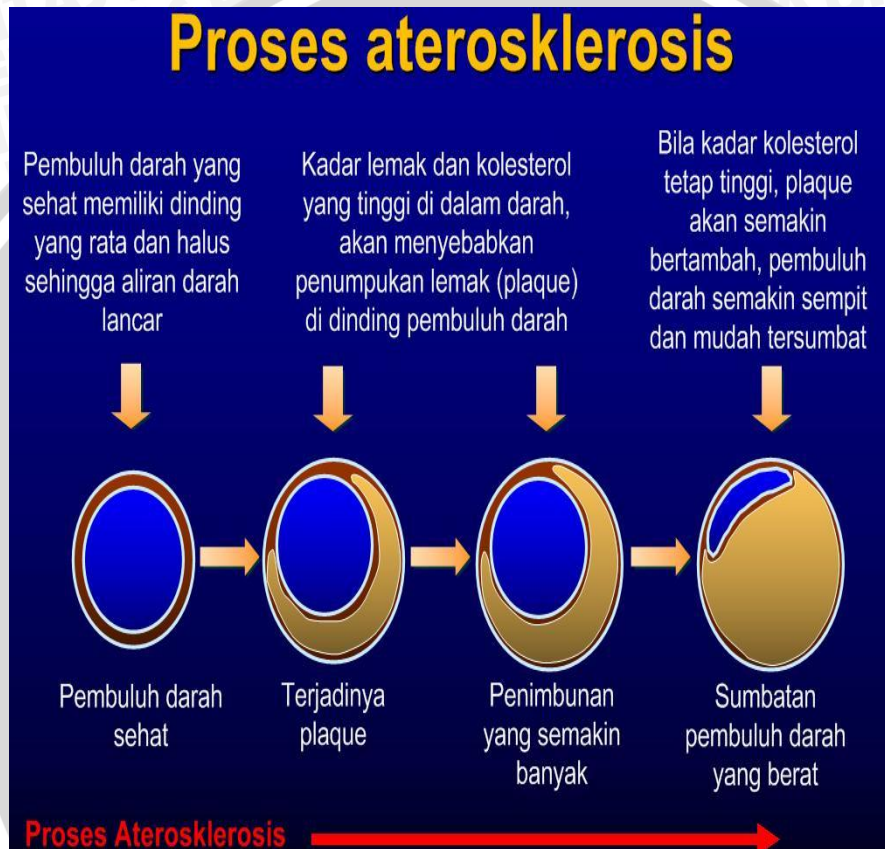 Proses aterosklerosis
Pembuluh darah yang
sehat memiliki dinding
yang rata dan halus
sehingga aliran darah
lancar
Kadar lemak dan kolesterol
yang tinggi di dalam darah,
akan menyebabkan
penumpukan lemak (plaque)
di dinding pembuluh darah
Bila kadar kolesterol
tetap tinggi, plaque
akan semakin
bertambah, pembuluh
darah semakin sempit
dan mudah tersumbat
Pembuluh darah
sehat
Terjadinya
plaque
Penimbunan
yang semakin
banyak
Sumbatan
pembuluh darah
yang berat
Proses Aterosklerosis